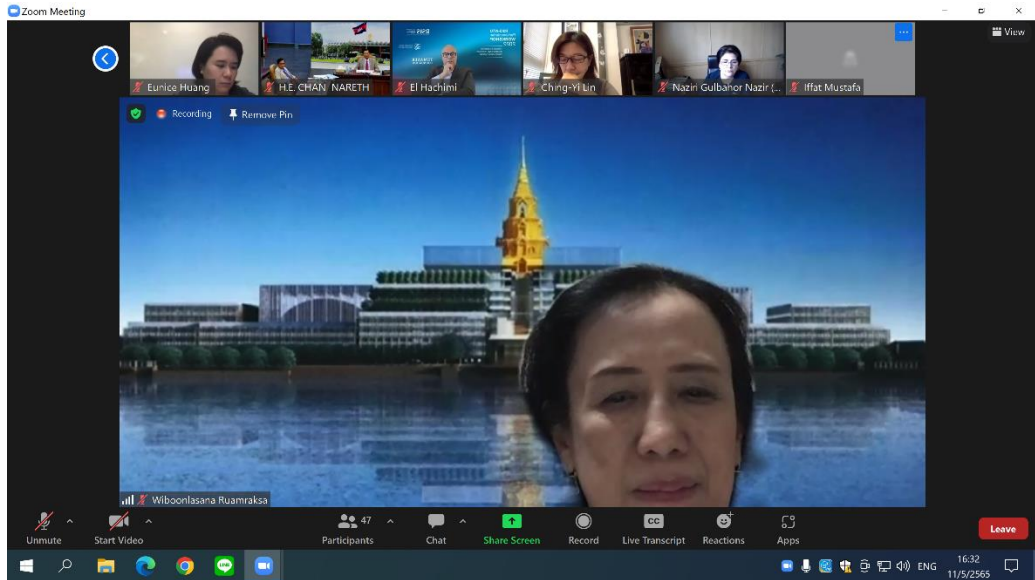 Zoom Meeting
View
Eunice Huang
H.E. CHAN NARETH
El Hachimi
Ching-Yi Lin
Naziri Gulbahor Nazir (...
Iffat Mustafa
Recording
Remove Pin
Wiboonlasana Ruamraksa
Unmute
Start Video
47
Participants
Chat
Share Screen
Record
CC
Live Transcript
Reactions
Apps
Leave
LINE
ENG
16:32
11/5/2565